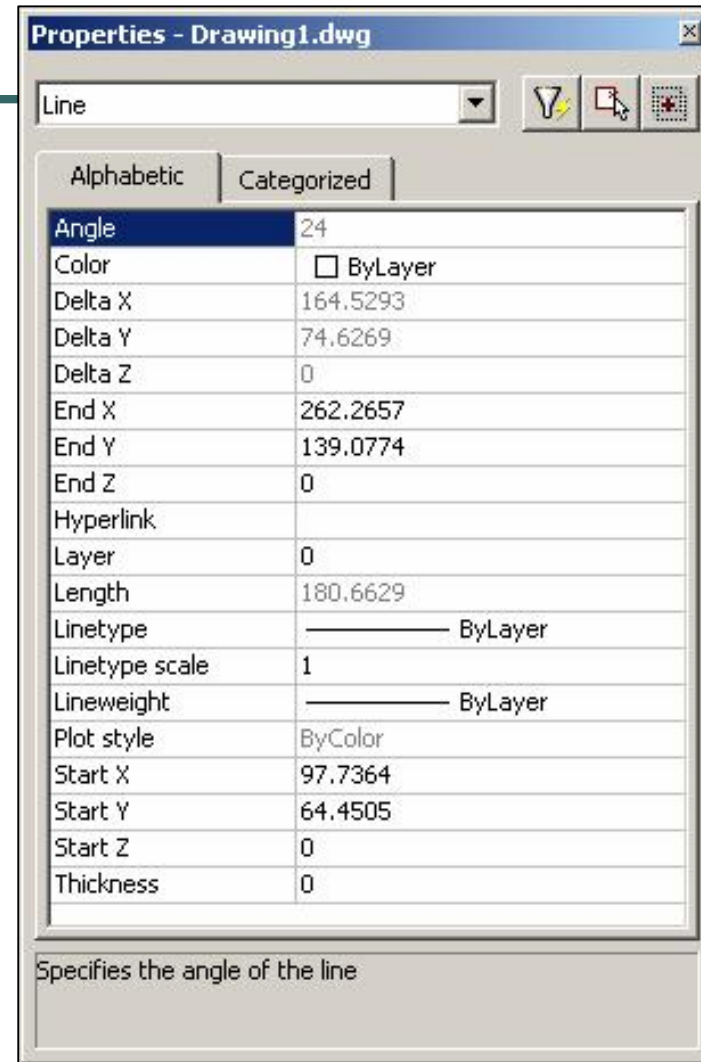 Properties - Drawing1.dwg
Line
Alphabetic Categorized
Angle 24
Color ByLayer
Delta X 164.5293
Delta Y 74.6269
Delta Z 0
End X 262.2657
End Y 139.0774
End Z 0
Hyperlink
Layer 0
Length 180.6629
Linetype ByLayer
Linetype scale 1
Lineweight ByLayer
Plot style ByColor
Start X 97.7364
Start Y 64.4505
Start Z 0
Thickness 0
Specifies the angle of the line